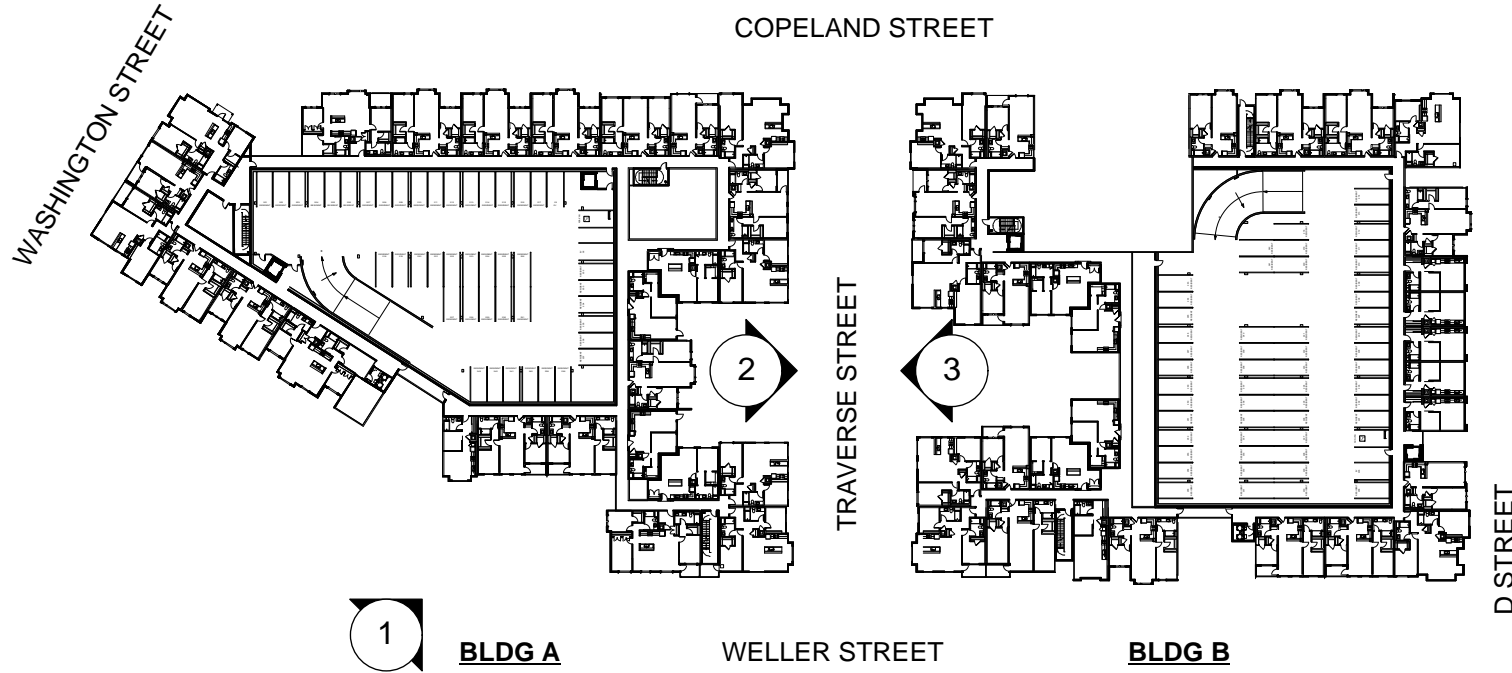 COPELAND STREET
WASHINGTON STREET
2
TRAVERSE STREET
3
D STREET
1
BLDG A
WELLER STREET
BLDG B